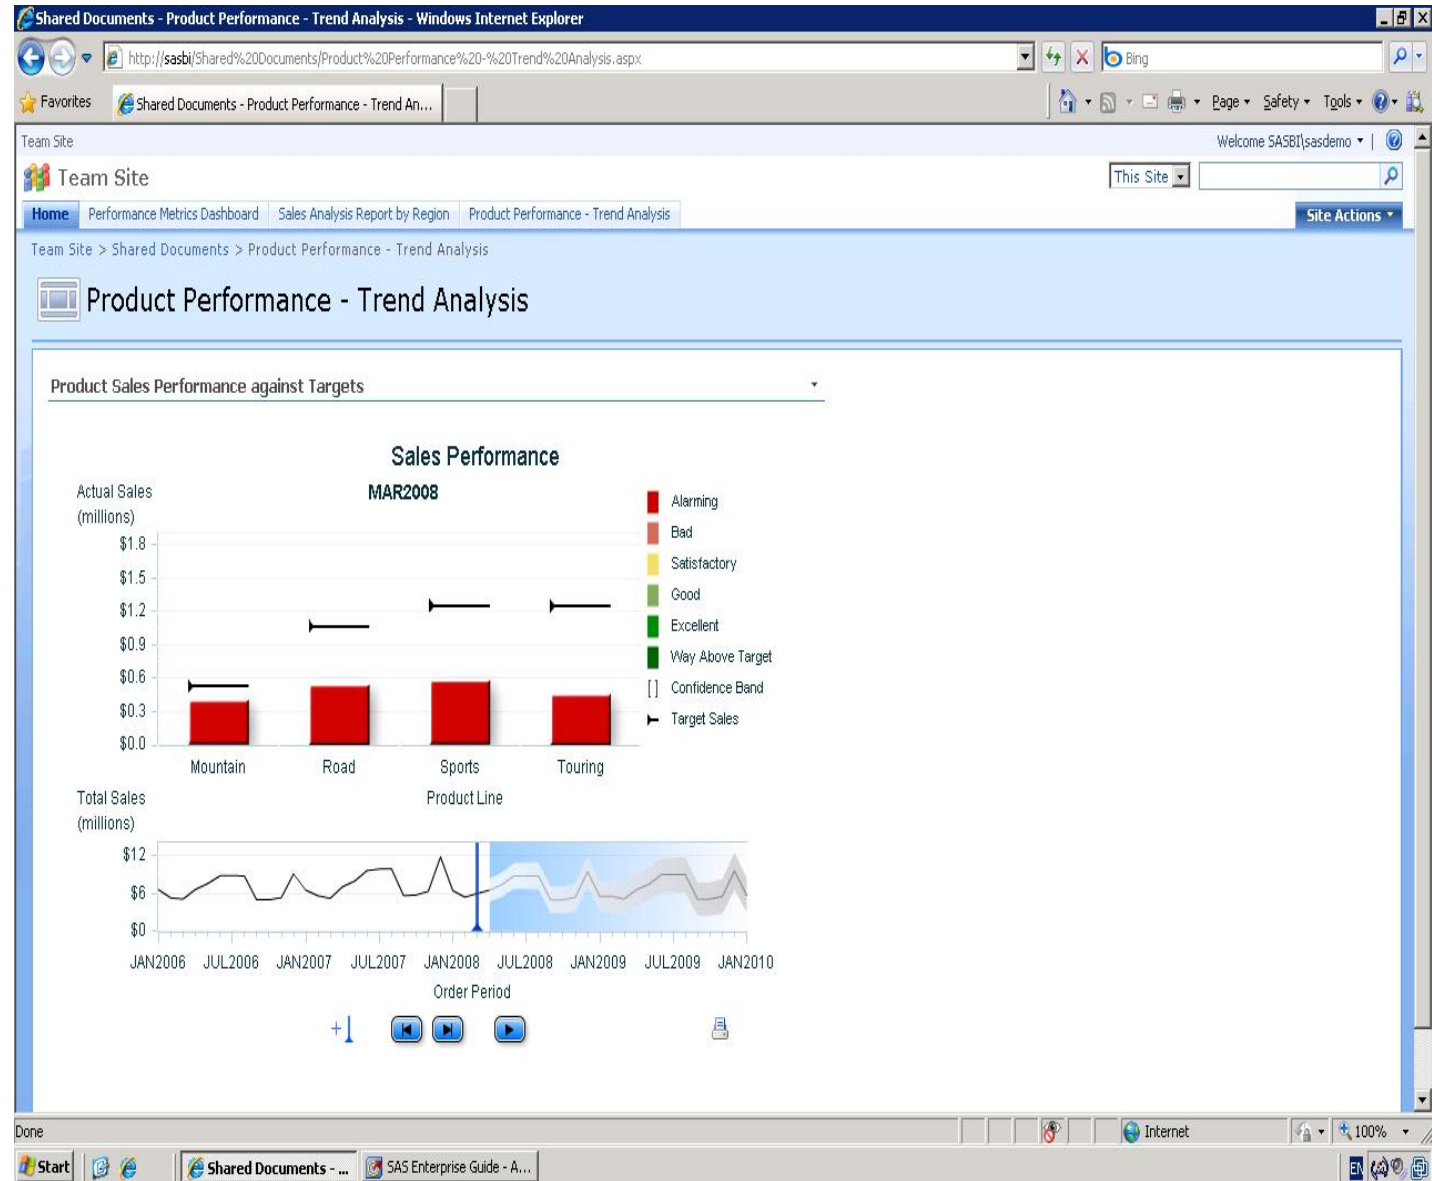 Shared Documents - Product Performance - Trend Analysis - Windows Internet Explorer
http://sasbi/Shared%20Documents/Product%20Performance%20-%20Trend%20Analysis.aspx
Bing
Favorites
Shared Documents - Product Performance - Trend An...
Page
Safety
Tools
Team Site
Welcome SASBI\sasdemo
Team Site
This Site
Home
Performance Metrics Dashboard
Sales Analysis Report by Region
Product Performance - Trend Analysis
Site Actions
Team Site > Shared Documents > Product Performance - Trend Analysis
Product Performance - Trend Analysis
Product Sales Performance against Targets
Sales Performance
MAR2008
Actual Sales
(millions)
$1.8
$1.5
$1.2
$0.9
$0.6
$0.3
$0.0
Alarming
Bad
Satisfactory
Good
Excellent
Way Above Target
[ ] Confidence Band
Target Sales
Mountain Road Sports Touring
Product Line
Total Sales
(millions)
$12
$6
$0
JAN2006 JUL2006 JAN2007 JUL2007 JAN2008 JUL2008 JAN2009 JUL2009 JAN2010
Order Period
Done
Internet
100%
Start
Shared Documents - ...
SAS Enterprise Guide - A...
EN